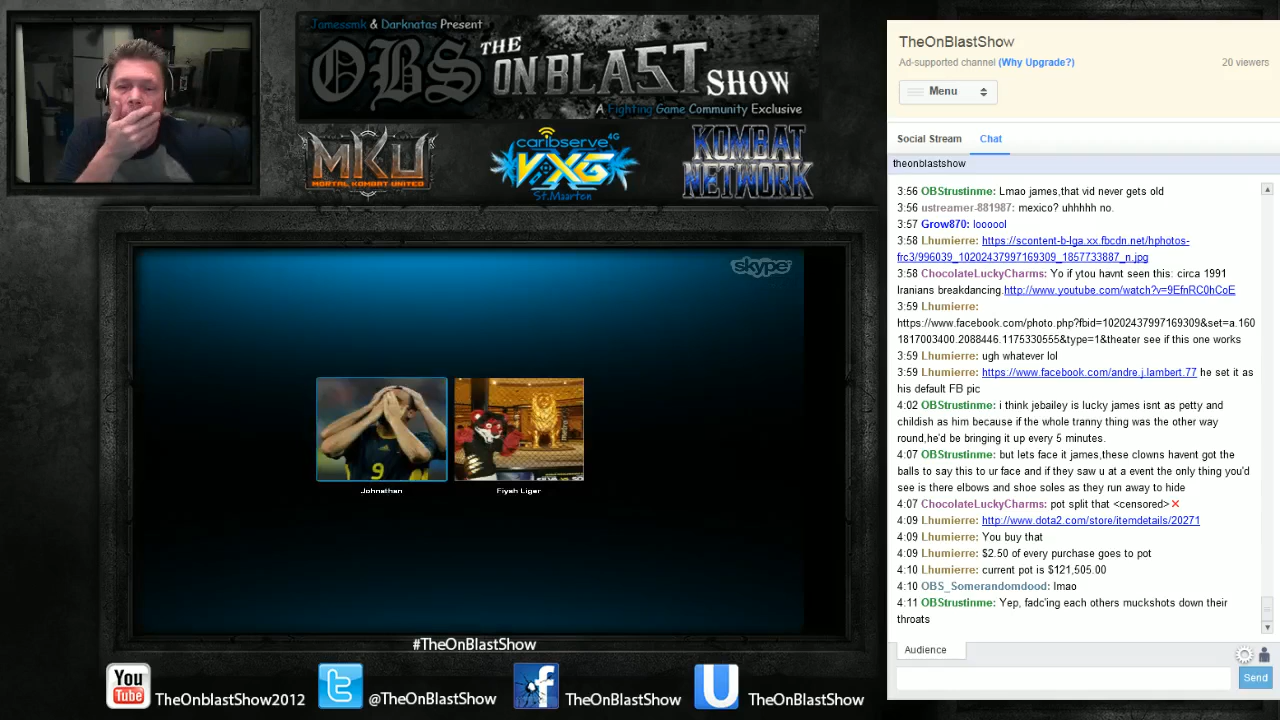 Jamessmk & Darknatas Present
OBS THE ON BLAST SHOW
A Fighting Game Community Exclusive
MKU
MORTAL KOMBAT UNITED
caribserve 4G
VXG
St.Maarten
KOMBAT
NETWORK
skype
9
Johnathan
Fiyah Liger
#TheOnBlastShow
You Tube
TheOnblastShow2012
@TheOnBlastShow
TheOnBlastShow
TheOnBlastShow
TheOnBlastShow
Ad-supported channel (Why Upgrade?)
20 viewers
Menu
Social Stream
Chat
theonblastshow
3:56 OBStrustinme: Lmao james,that vid never gets old
3:56 ustreamer-881987: mexico? uhhhhh no.
3:57 Grow870: loooool
3:58 Lhumierre: https://scontent-b-lga.xx.fbcdn.net/hphotos-
frc3/996039_10202437997169309_1857733887_n.jpg
3:58 ChocolateLuckyCharms: Yo if ytou havnt seen this: circa 1991
Iranians breakdancing.http://www.youtube.com/watch?v=9EfnRC0hCoE
3:59 Lhumierre:
https://www.facebook.com/photo.php?fbid=10202437997169309&set=a.160
1817003400.2088446.1175330555&type=1&theater see if this one works
3:59 Lhumierre: ugh whatever lol
3:59 Lhumierre: https://www.facebook.com/andre.j.lambert.77 he set it as
his default FB pic
4:02 OBStrustinme: i think jebailey is lucky james isnt as petty and
childish as him because if the whole tranny thing was the other way
round,he'd be bringing it up every 5 minutes.
4:07 OBStrustinme: but lets face it james,these clowns havent got the
balls to say this to ur face and if they saw u at a event the only thing you'd
see is there elbows and shoe soles as they run away to hide
4:07 ChocolateLuckyCharms: pot split that <censored>
4:09 Lhumierre: http://www.dota2.com/store/itemdetails/20271
4:09 Lhumierre: You buy that
4:09 Lhumierre: $2.50 of every purchase goes to pot
4:10 Lhumierre: current pot is $121,505.00
4:10 OBS_Somerandomdood: lmao
4:11 OBStrustinme: Yep, fadc'ing each others muckshots down their
throats
Audience
Send